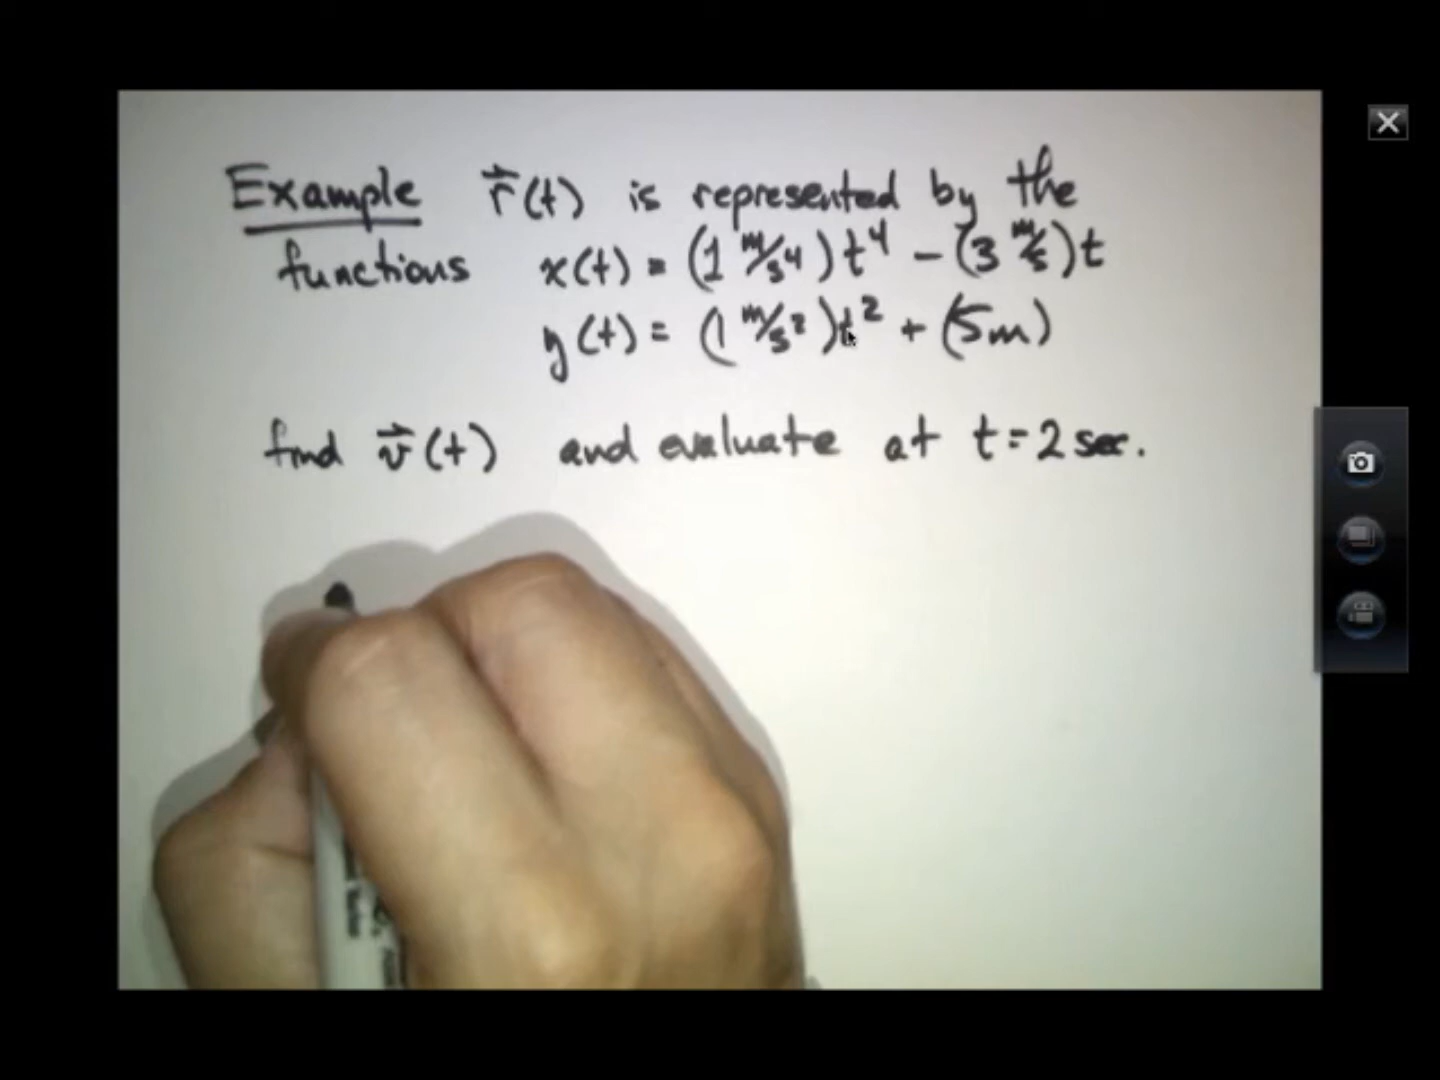 Example r⃗(t) is represented by the
functions x(t) = (1 m/s⁴)t⁴ - (3 m/s)t
y(t) = (1 m/s²)t² + (5m)
find v⃗(t) and evaluate at t=2 sec.